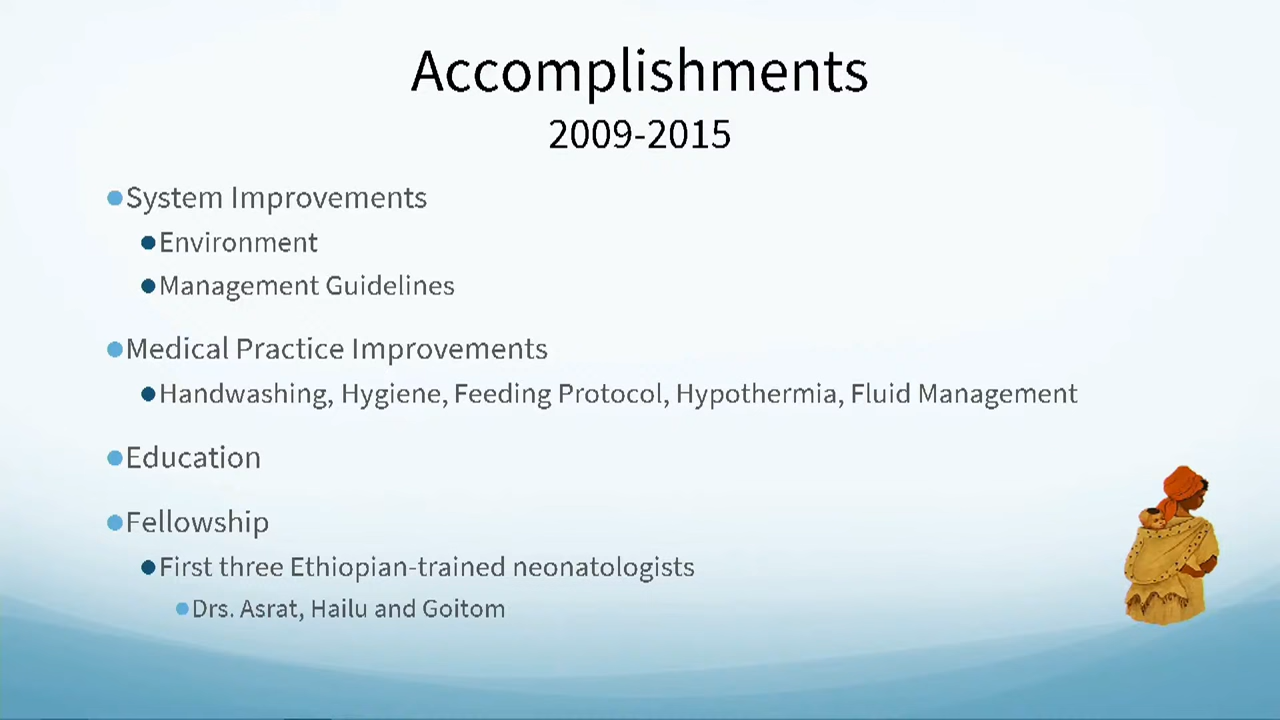 Accomplishments
2009-2015
System Improvements
Environment
Management Guidelines
Medical Practice Improvements
Handwashing, Hygiene, Feeding Protocol, Hypothermia, Fluid Management
Education
Fellowship
First three Ethiopian-trained neonatologists
Drs. Asrat, Hailu and Goitom